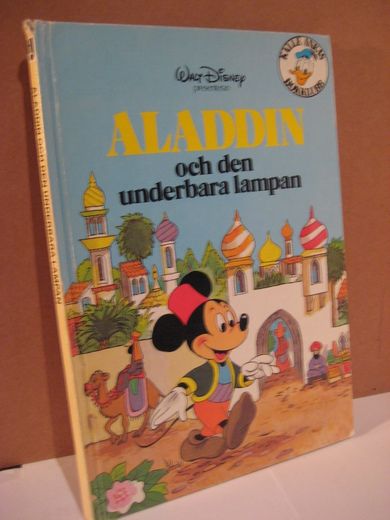 Walt Disney
presenterar
KALLE ANKAS
BOKKLUBB
ALADDIN
och den
underbara lampan
ALADDIN OCH DEN UNDERBARA LAMPAN